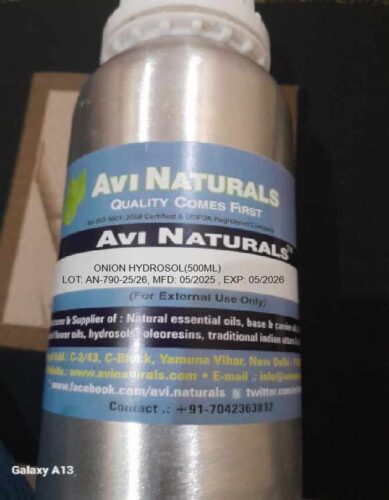 AVI NATURALS
QUALITY COMES FIRST
An ISO 9001: 2008 Certified & USFDA Registered Company
AVI NATURALS
ONION HYDROSOL(500ML)
LOT: AN-790-25/26, MFD: 05/2025 , EXP: 05/2026
(For External Use Only)
& Supplier of : Natural essential oils, base & carrier
flower oils, hydrosols, oleoresins, traditional indian
Add.: C-3/43, C-Block, Yamuna Vihar, New Delhi-
www.avinaturals.com • E-mail .:
www.facebook.com/avi.naturals twitter.com/
Contact .: +91-7042363832
Galaxy A13